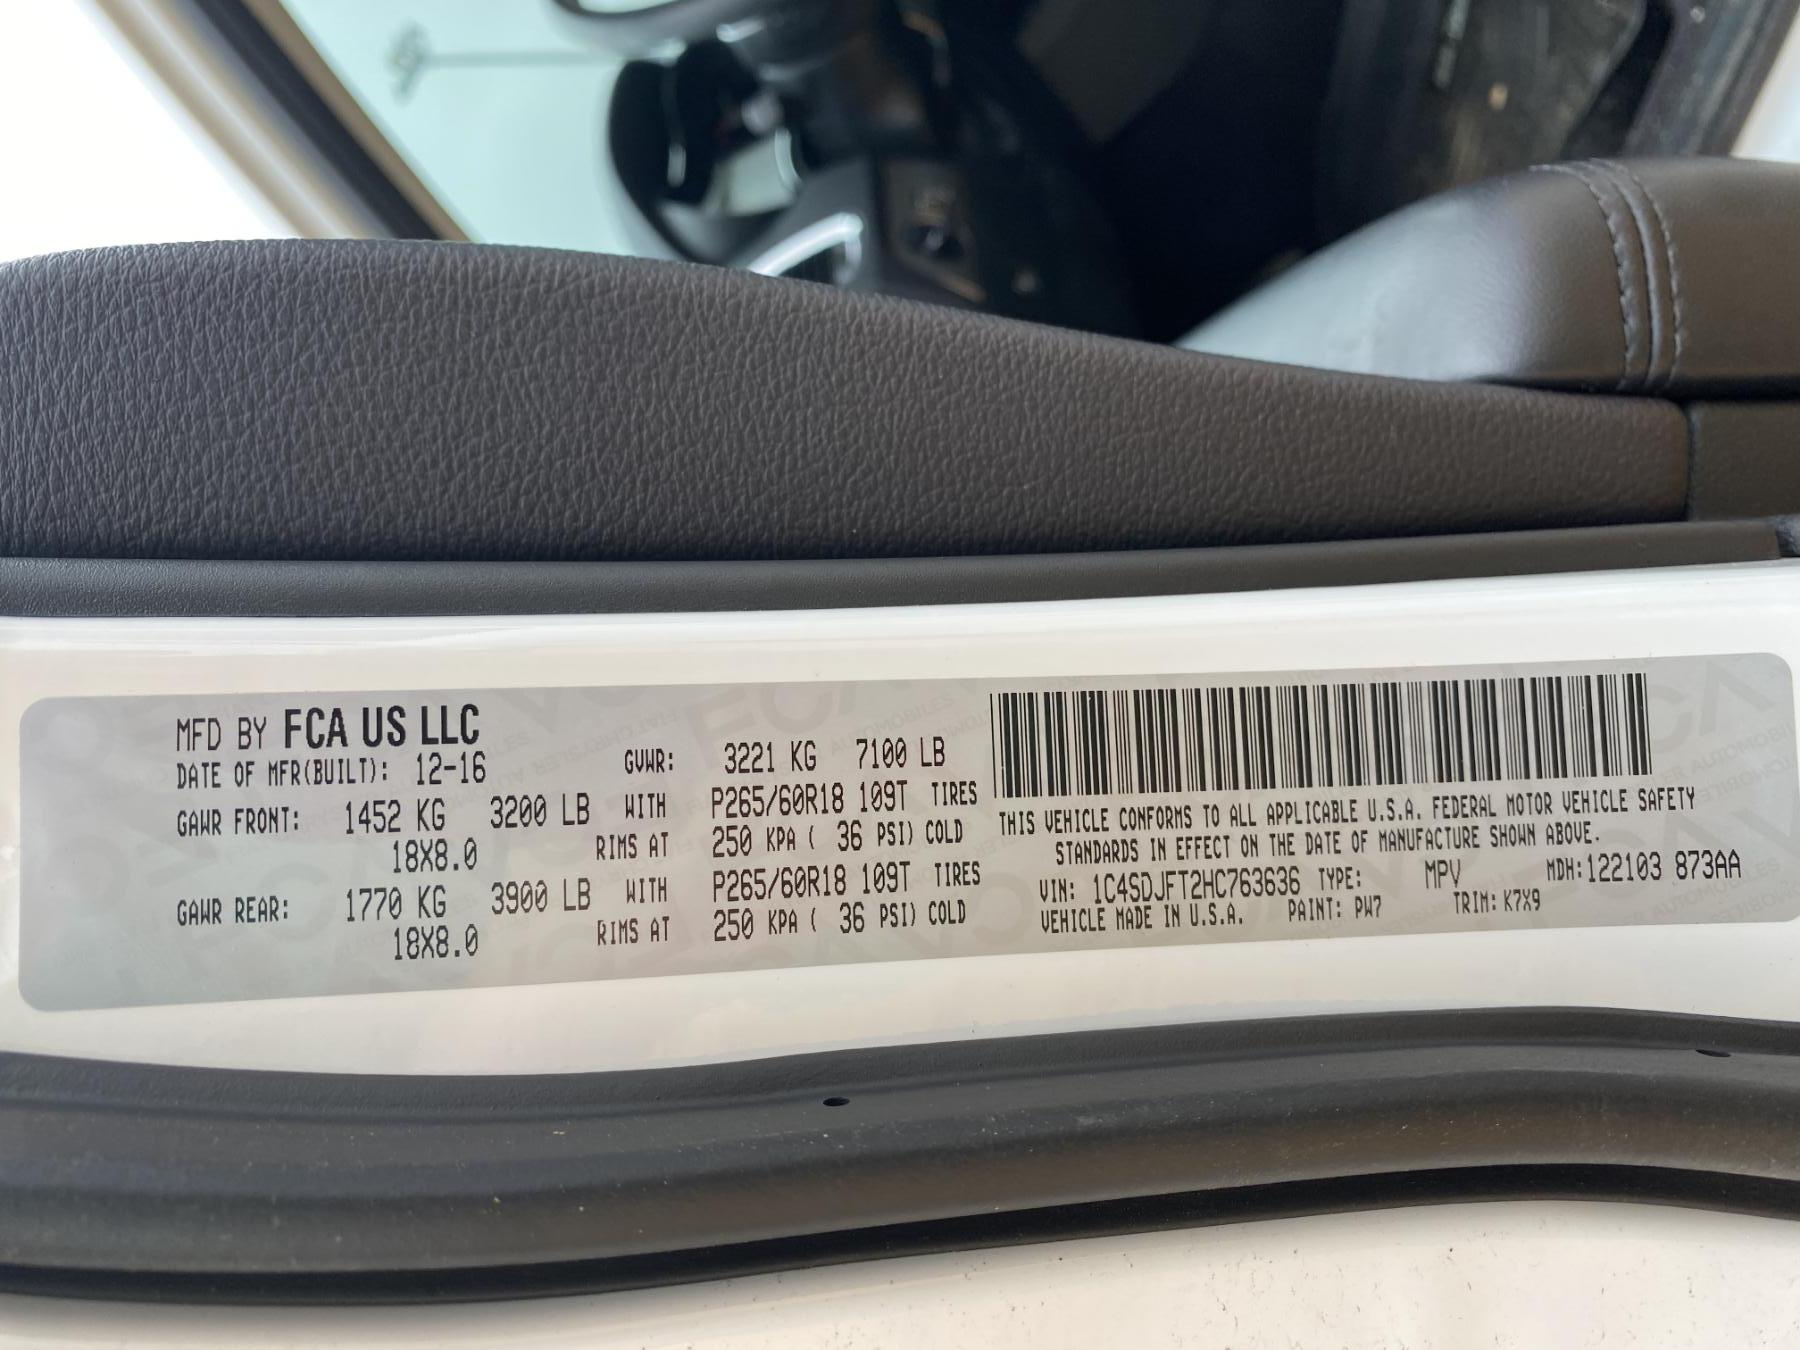 MFD BY FCA US LLC
DATE OF MFR(BUILT): 12-16 GVWR: 3221 KG 7100 LB
GAWR FRONT: 1452 KG 3200 LB WITH P265/60R18 109T TIRES
18X8.0 RIMS AT 250 KPA ( 36 PSI) COLD
GAWR REAR: 1770 KG 3900 LB WITH P265/60R18 109T TIRES
18X8.0 RIMS AT 250 KPA ( 36 PSI) COLD
THIS VEHICLE CONFORMS TO ALL APPLICABLE U.S.A. FEDERAL MOTOR VEHICLE SAFETY
STANDARDS IN EFFECT ON THE DATE OF MANUFACTURE SHOWN ABOVE.
VIN: 1C4SDJFT2HC763636 TYPE: MPV MDH:122103 873AA
VEHICLE MADE IN U.S.A. PAINT: PW7 TRIM: K7X9